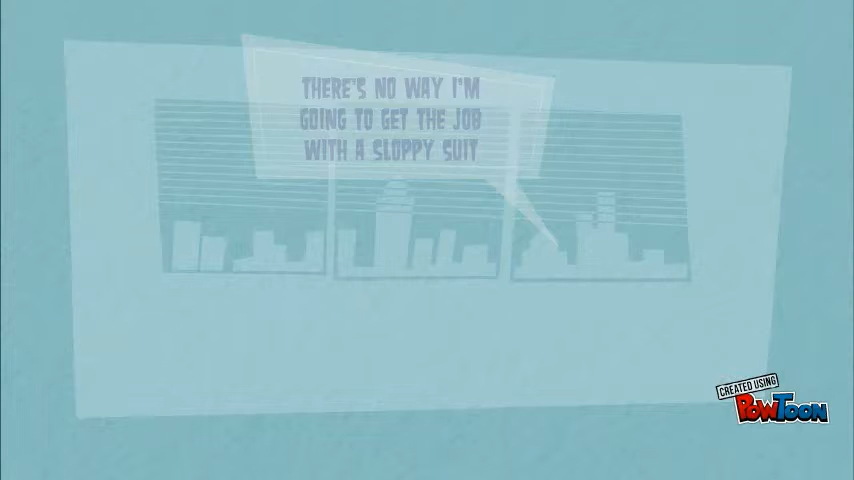 THERE'S NO WAY I'M
GOING TO GET THE JOB
WITH A SLOPPY SUIT
CREATED USING
POWTOON